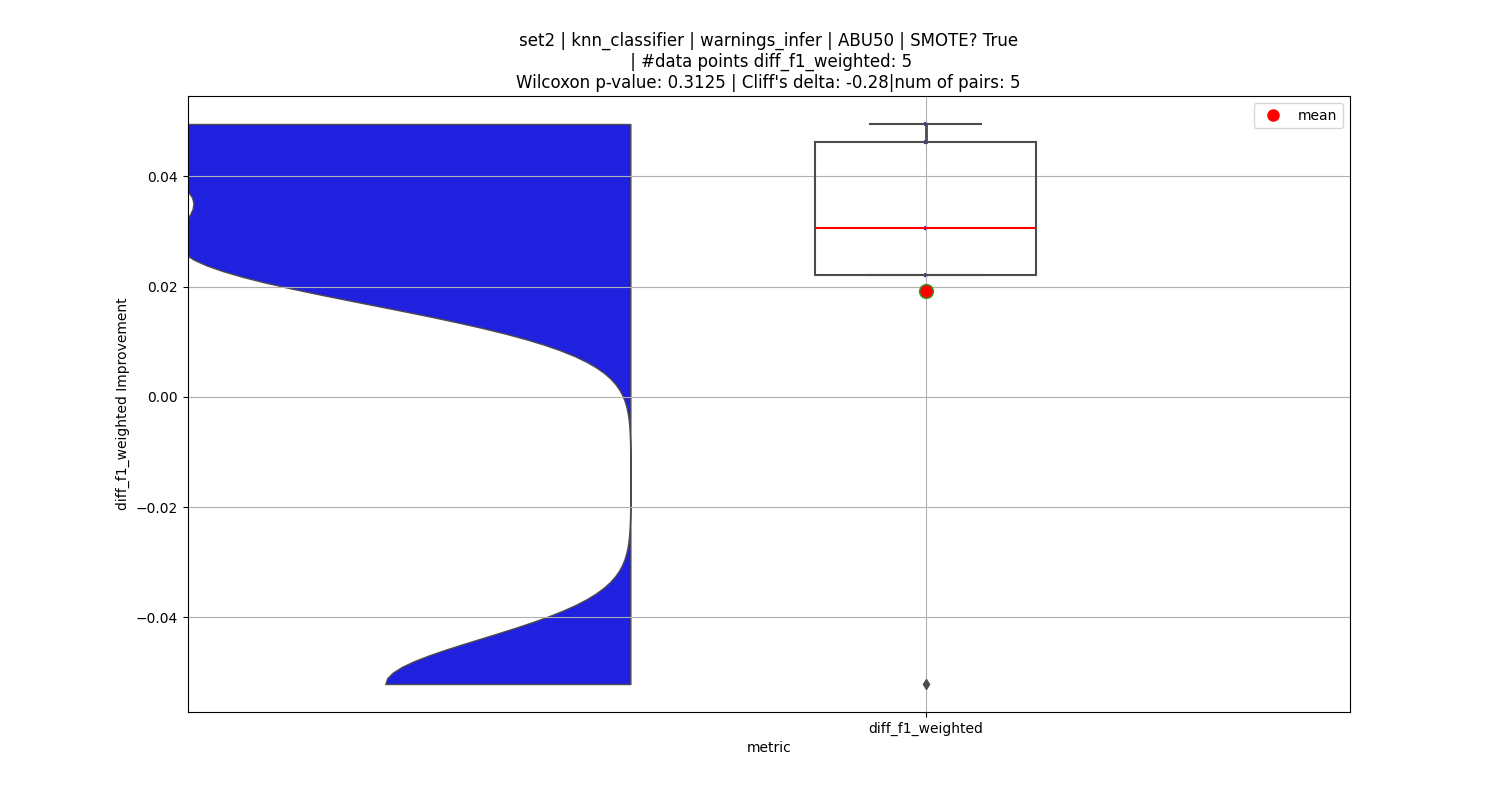 set2 | knn_classifier | warnings_infer | ABU50 | SMOTE? True
| #data points diff_f1_weighted: 5
Wilcoxon p-value: 0.3125 | Cliff's delta: -0.28|num of pairs: 5
mean
0.04
0.02
0.00
−0.02
−0.04
diff_f1_weighted Improvement
diff_f1_weighted
metric